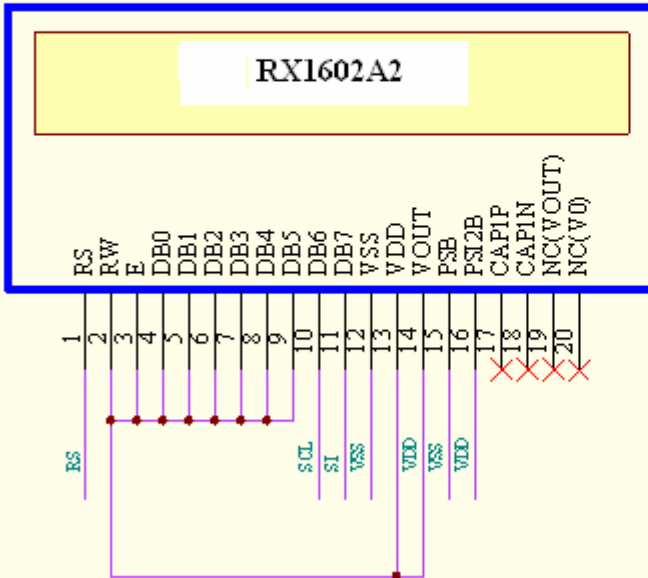 RX1602A2
RS
RW
E
DB0
DB1
DB2
DB3
DB4
DB5
DB6
DB7
VSS
VDD
VOUT
PSB
PSI2B
CAP1P
CAP1N
NC(VOUT)
NC(V0)
1
2
3
4
5
6
7
8
9
10
11
12
13
14
15
16
17
18
19
20
RS
SCL
SI
VSS
VDD
VSS
VDD